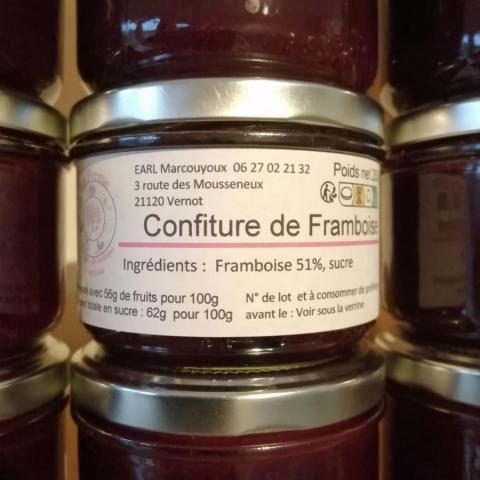 EARL Marcouyoux 06 27 02 21 32
3 route des Mousseneux
21120 Vernot
Poids net
Confiture de Framboise
Ingrédients : Framboise 51%, sucre
avec 56g de fruits pour 100g
totale en sucre : 62g pour 100g
N° de lot et à consommer de
avant le : Voir sous la verrine